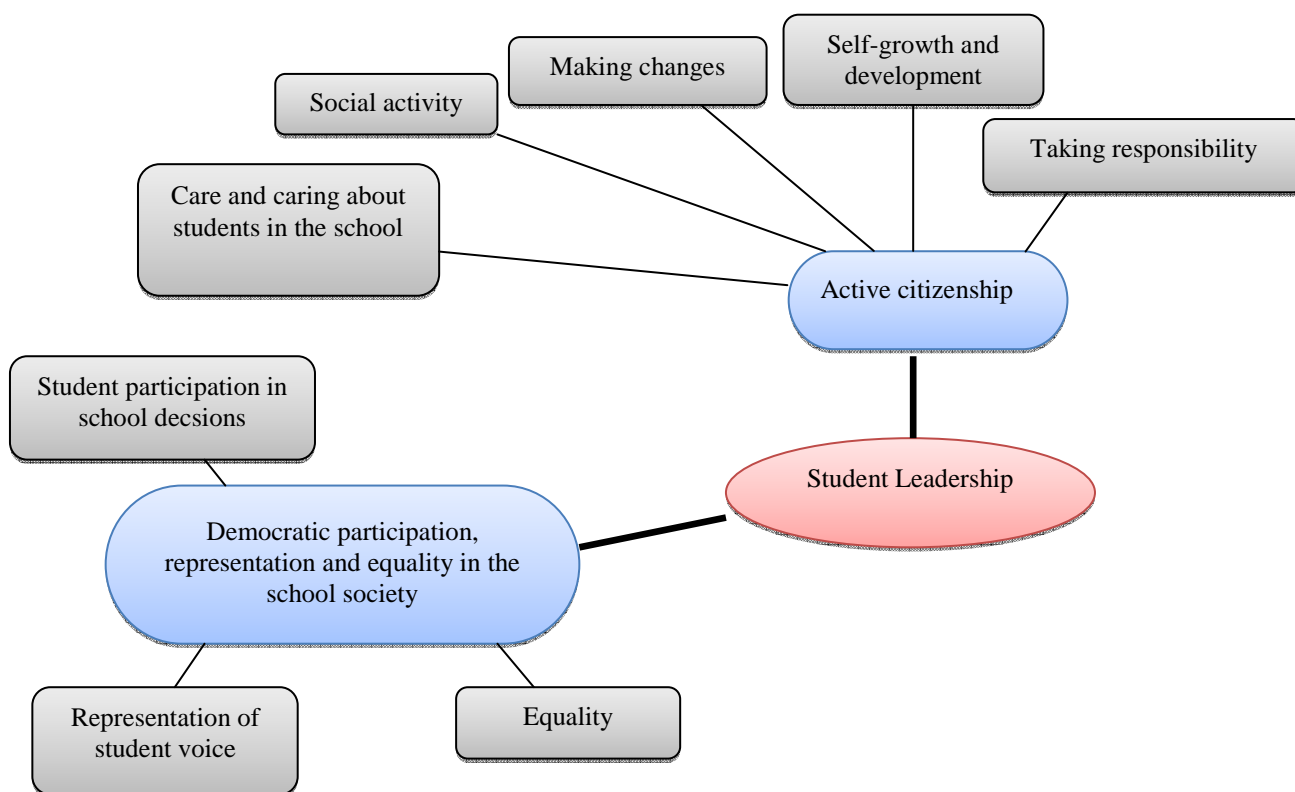 Self-growth and
development
Making changes
Social activity
Taking responsibility
Care and caring about
students in the school
Active citizenship
Student participation in
school decsions
Student Leadership
Democratic participation,
representation and equality in the
school society
Representation of
student voice
Equality